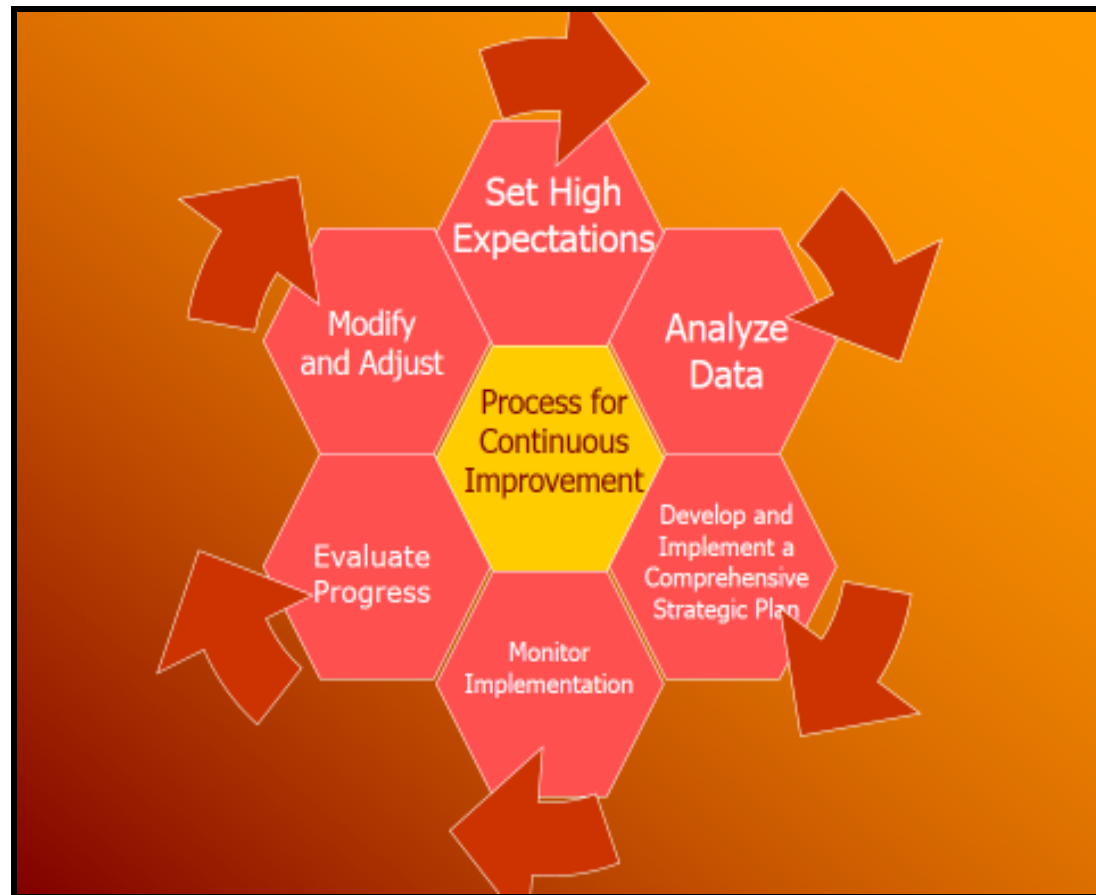 Set High
Expectations
Analyze
Data
Develop and
Implement a
Comprehensive
Strategic Plan
Monitor
Implementation
Evaluate
Progress
Modify
and Adjust
Process for
Continuous
Improvement